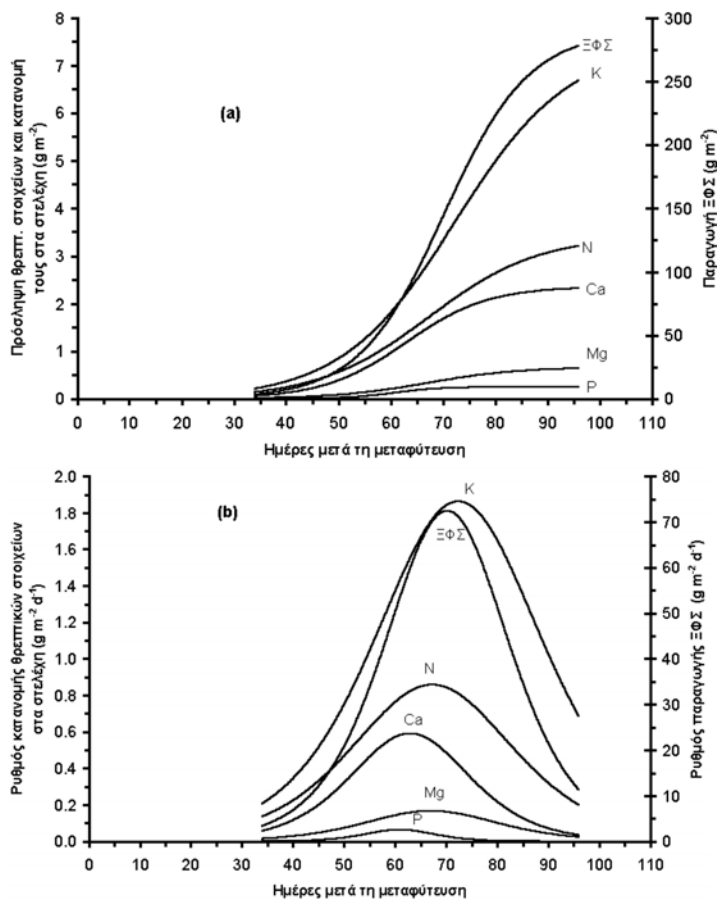 Πρόσληψη θρεπτ. στοιχείων και κατανομή
τους στα στελέχη (g m⁻²)
8
7
6
5
4
3
2
1
0
(a)
ΞΦΣ
K
N
Ca
Mg
P
300
250
200
150
100
50
0
Παραγωγή ΞΦΣ (g m⁻²)
0 10 20 30 40 50 60 70 80 90 100 110
Ημέρες μετά τη μεταφύτευση
Ρυθμός κατανομής θρεπτικών στοιχείων
στα στελέχη (g m⁻² d⁻¹)
2.0
1.8
1.6
1.4
1.2
1.0
0.8
0.6
0.4
0.2
0.0
(b)
K
ΞΦΣ
N
Ca
Mg
P
80
70
60
50
40
30
20
10
0
Ρυθμός παραγωγής ΞΦΣ (g m⁻² d⁻¹)
0 10 20 30 40 50 60 70 80 90 100 110
Ημέρες μετά τη μεταφύτευση